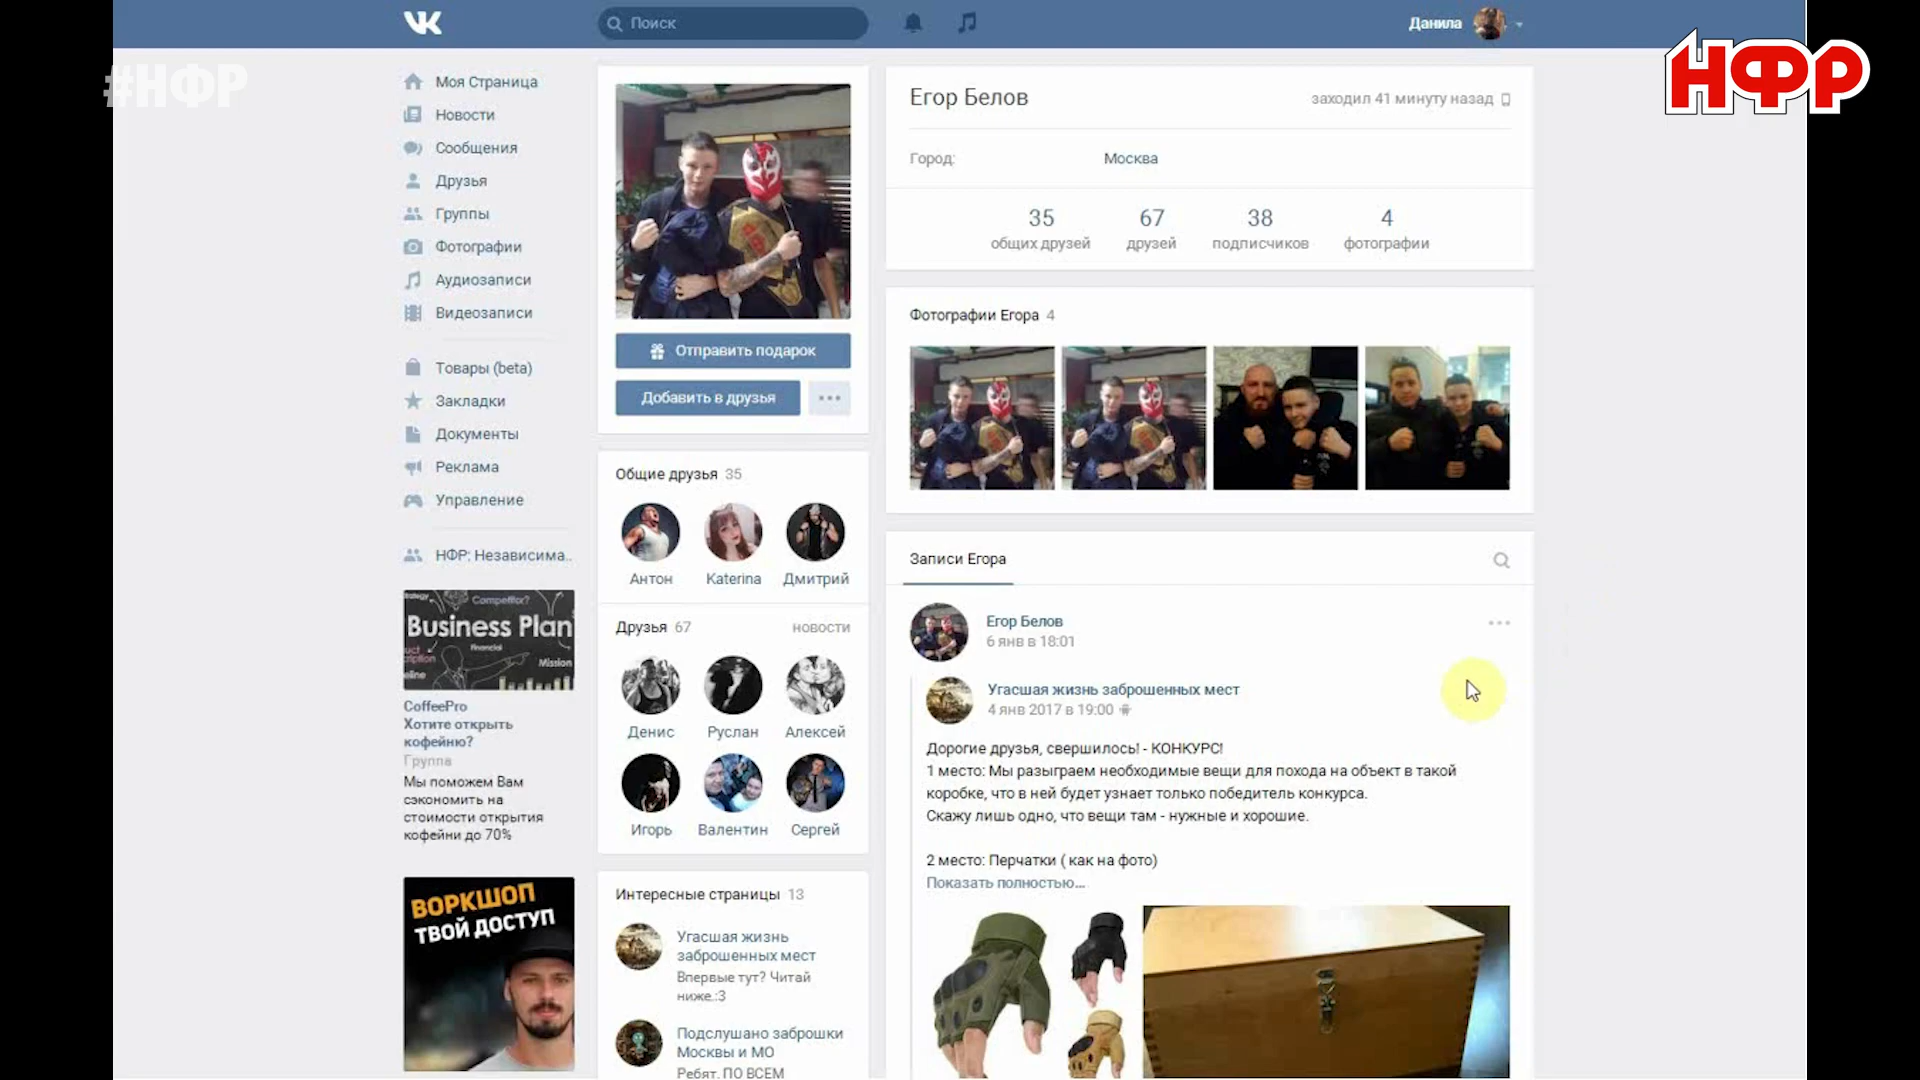 Поиск
Данила
#НФР
НФР
Моя Страница
Новости
Сообщения
Друзья
Группы
Фотографии
Аудиозаписи
Видеозаписи
Товары (beta)
Закладки
Документы
Реклама
Управление
НФР: Независима..
Competitor?
Business Plan
Financial
Mission
CoffeePro
Хотите открыть
кофейню?
Группа
Мы поможем Вам
сэкономить на
стоимости открытия
кофейни до 70%
ВОРКШОП
ТВОЙ ДОСТУП
Отправить подарок
Добавить в друзья
Общие друзья 35
Антон Katerina Дмитрий
Друзья 67 новости
Денис Руслан Алексей
Игорь Валентин Сергей
Интересные страницы 13
Угасшая жизнь
заброшенных мест
Впервые тут? Читай
ниже.:3
Подслушано заброшки
Москвы и МО
Ребят, ПО ВСЕМ
Егор Белов
заходил 41 минуту назад
Город: Москва
35 67 38 4
общих друзей друзей подписчиков фотографии
Фотографии Егора 4
Записи Егора
Егор Белов
6 янв в 18:01
Угасшая жизнь заброшенных мест
4 янв 2017 в 19:00
Дорогие друзья, свершилось! - КОНКУРС!
1 место: Мы разыграем необходимые вещи для похода на объект в такой
коробке, что в ней будет узнает только победитель конкурса.
Скажу лишь одно, что вещи там - нужные и хорошие.
2 место: Перчатки ( как на фото)
Показать полностью...